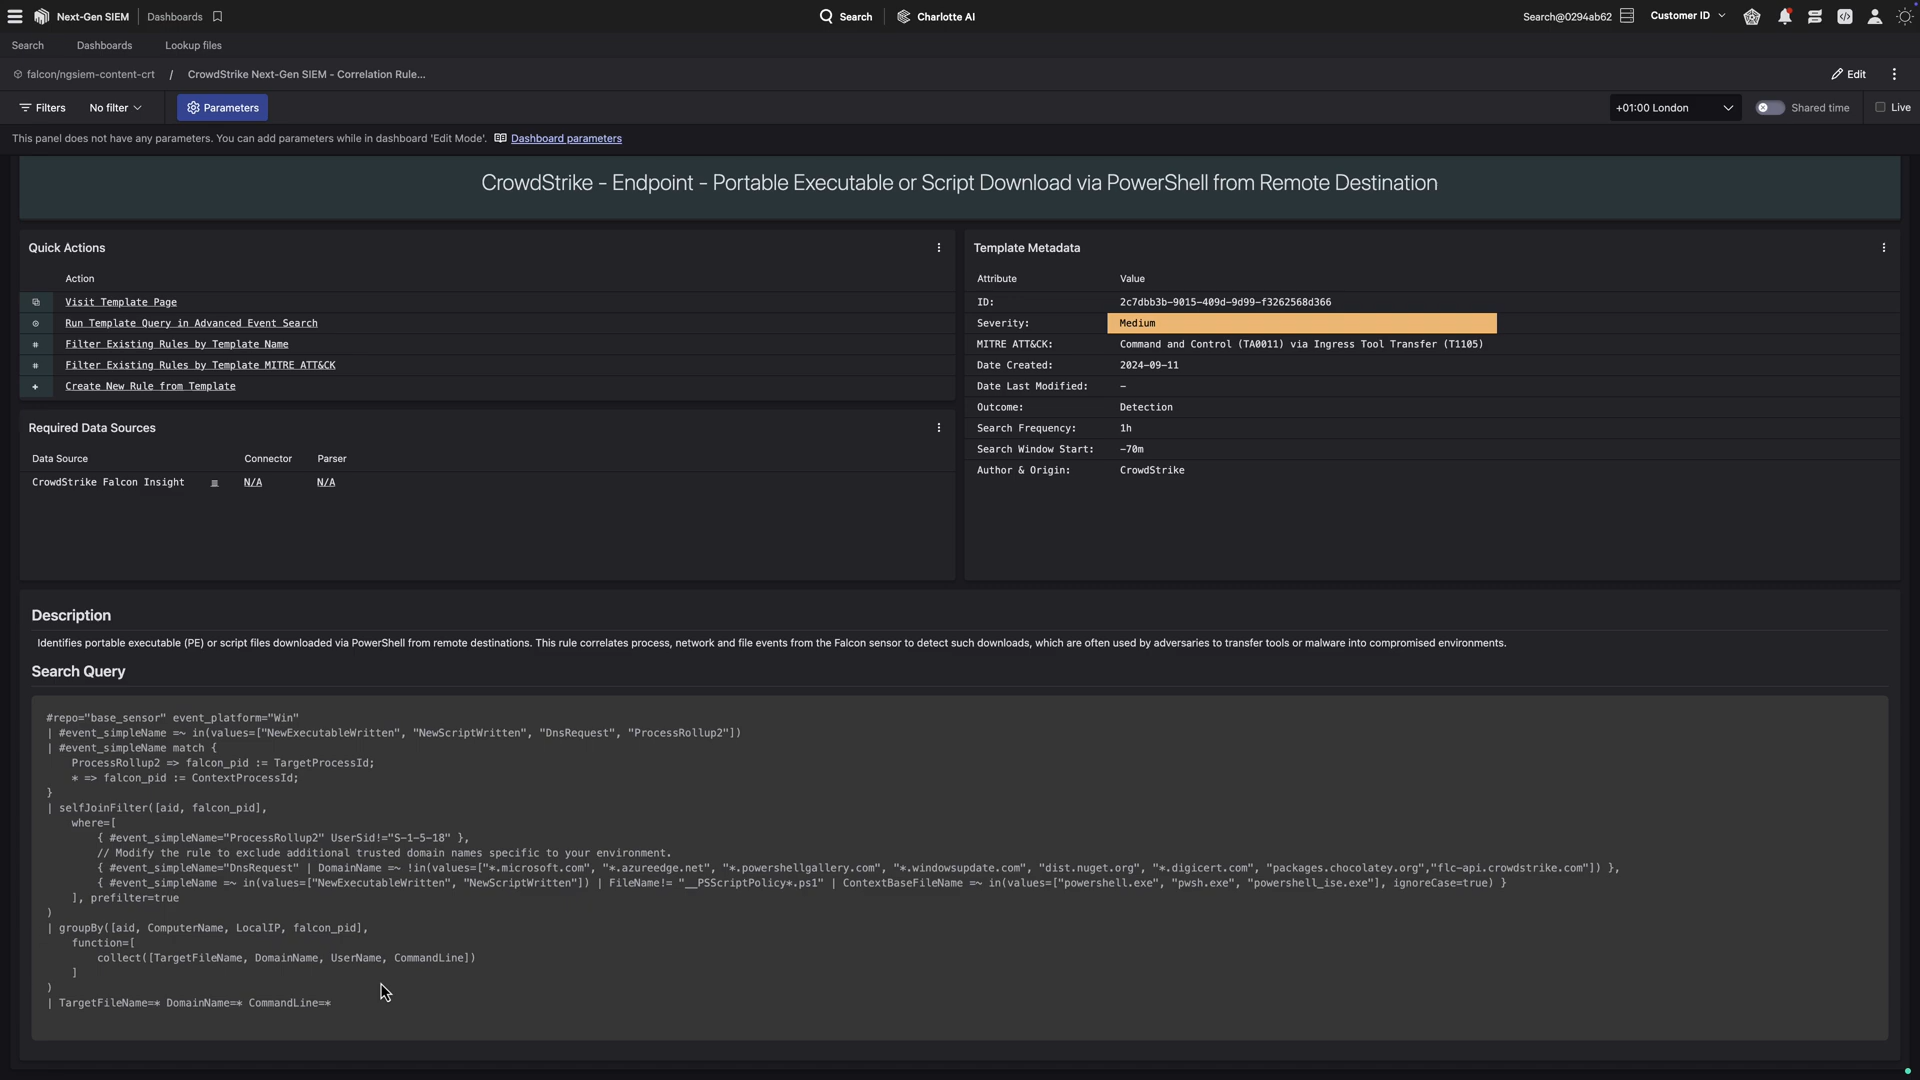 Next-Gen SIEM Dashboards Search Charlotte AI Search@0294ab62 Customer ID
Search Dashboards Lookup files
falcon/ngsiem-content-crt / CrowdStrike Next-Gen SIEM - Correlation Rule... Edit
Filters No filter Parameters +01:00 London Shared time Live
This panel does not have any parameters. You can add parameters while in dashboard 'Edit Mode'. Dashboard parameters
CrowdStrike - Endpoint - Portable Executable or Script Download via PowerShell from Remote Destination
Quick Actions
Action
Visit Template Page
Run Template Query in Advanced Event Search
Filter Existing Rules by Template Name
Filter Existing Rules by Template MITRE ATT&CK
Create New Rule from Template
Required Data Sources
Data Source Connector Parser
CrowdStrike Falcon Insight N/A N/A
Template Metadata
Attribute Value
ID: 2c7dbb3b-9015-409d-9d99-f3262568d366
Severity: Medium
MITRE ATT&CK: Command and Control (TA0011) via Ingress Tool Transfer (T1105)
Date Created: 2024-09-11
Date Last Modified: -
Outcome: Detection
Search Frequency: 1h
Search Window Start: -70m
Author & Origin: CrowdStrike
Description
Identifies portable executable (PE) or script files downloaded via PowerShell from remote destinations. This rule correlates process, network and file events from the Falcon sensor to detect such downloads, which are often used by adversaries to transfer tools or malware into compromised environments.
Search Query
#repo="base_sensor" event_platform="Win"
| #event_simpleName =~ in(values=["NewExecutableWritten", "NewScriptWritten", "DnsRequest", "ProcessRollup2"])
| #event_simpleName match {
ProcessRollup2 => falcon_pid := TargetProcessId;
* => falcon_pid := ContextProcessId;
}
| selfJoinFilter([aid, falcon_pid],
where=[
{ #event_simpleName="ProcessRollup2" UserSid!="S-1-5-18" },
// Modify the rule to exclude additional trusted domain names specific to your environment.
{ #event_simpleName="DnsRequest" | DomainName =~ !in(values=["*.microsoft.com", "*.azureedge.net", "*.powershellgallery.com", "*.windowsupdate.com", "dist.nuget.org", "*.digicert.com", "packages.chocolatey.org","flc-api.crowdstrike.com"]) },
{ #event_simpleName =~ in(values=["NewExecutableWritten", "NewScriptWritten"]) | FileName!= "__PSScriptPolicy*.ps1" | ContextBaseFileName =~ in(values=["powershell.exe", "pwsh.exe", "powershell_ise.exe"], ignoreCase=true) }
], prefilter=true
)
| groupBy([aid, ComputerName, LocalIP, falcon_pid],
function=[
collect([TargetFileName, DomainName, UserName, CommandLine])
]
)
| TargetFileName=* DomainName=* CommandLine=*